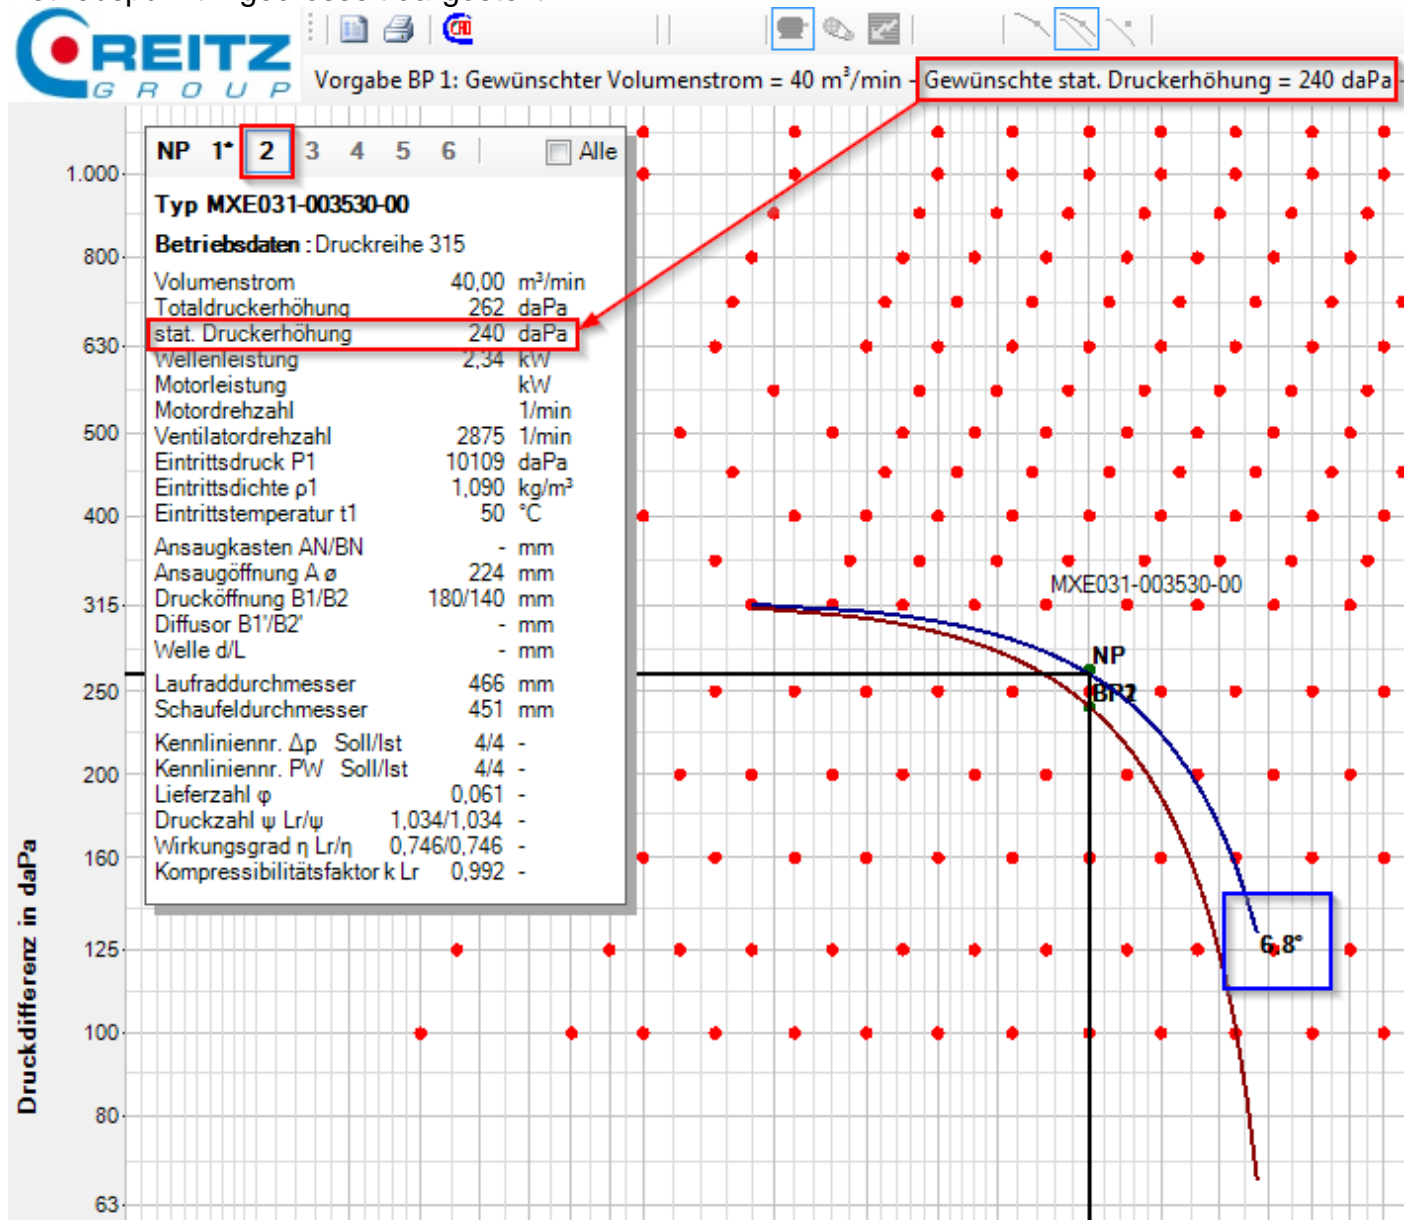 REITZ
GROUP
Vorgabe BP 1: Gewünschter Volumenstrom = 40 m³/min - Gewünschte stat. Druckerhöhung = 240 daPa -
NP 1* 2 3 4 5 6 Alle
Typ MXE031-003530-00
Betriebsdaten : Druckreihe 315
Volumenstrom 40,00 m³/min
Totaldruckerhöhung 262 daPa
stat. Druckerhöhung 240 daPa
Wellenleistung 2,34 kW
Motorleistung kW
Motordrehzahl 1/min
Ventilatordrehzahl 2875 1/min
Eintrittsdruck P1 10109 daPa
Eintrittsdichte ρ1 1,090 kg/m³
Eintrittstemperatur t1 50 °C
Ansaugkasten AN/BN - mm
Ansaugöffnung A ø 224 mm
Drucköffnung B1/B2 180/140 mm
Diffusor B1'/B2' - mm
Welle d/L - mm
Laufraddurchmesser 466 mm
Schaufeldurchmesser 451 mm
Kennliniennr. Δp Soll/Ist 4/4 -
Kennliniennr. PW Soll/Ist 4/4 -
Lieferzahl φ 0,061 -
Druckzahl ψ Lr/ψ 1,034/1,034 -
Wirkungsgrad η Lr/η 0,746/0,746 -
Kompressibilitätsfaktor k Lr 0,992 -
1.000
800
630
500
400
315
250
200
160
125
100
80
63
Druckdifferenz in daPa
MXE031-003530-00
NP
6,8°